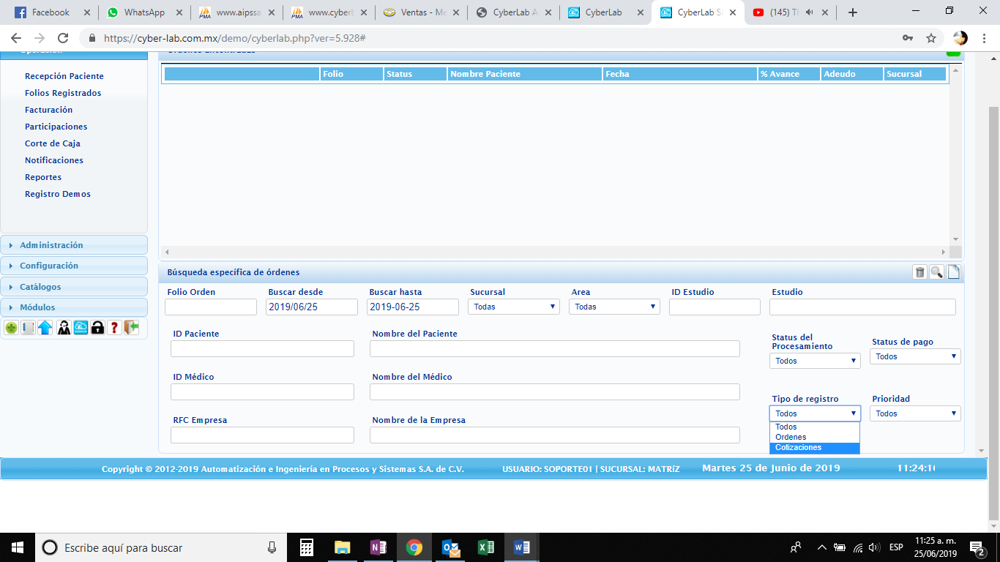 Facebook
WhatsApp
www.aipssa
www.cyberl
Ventas - Me
CyberLab A
CyberLab
CyberLab S
(145) Th
https://cyber-lab.com.mx/demo/cyberlab.php?ver=5.928#
Operación
Órdenes Encontradas
Folio
Status
Nombre Paciente
Fecha
% Avance
Adeudo
Sucursal
Recepción Paciente
Folios Registrados
Facturación
Participaciones
Corte de Caja
Notificaciones
Reportes
Registro Demos
Administración
Configuración
Catálogos
Módulos
Búsqueda específica de órdenes
Folio Orden
Buscar desde
Buscar hasta
Sucursal
Area
ID Estudio
Estudio
2019/06/25
2019-06-25
Todas
Todas
ID Paciente
Nombre del Paciente
Status del
Procesamiento
Status de pago
Todos
Todos
ID Médico
Nombre del Médico
Tipo de registro
Prioridad
Todos
Todos
RFC Empresa
Nombre de la Empresa
Todos
Ordenes
Cotizaciones
Copyright © 2012-2019 Automatización e Ingeniería en Procesos y Sistemas S.A. de C.V.
USUARIO: SOPORTE01 | SUCURSAL: MATRíZ
Martes 25 de Junio de 2019
11:24:16
Escribe aquí para buscar
ESP
11:25 a. m.
25/06/2019
2